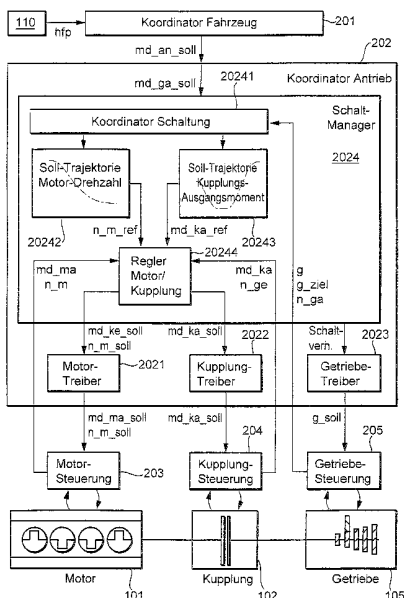 110
hfp
Koordinator Fahrzeug
201
md_an_soll
202
Koordinator Antrieb
md_ga_soll
20241
Koordinator Schaltung
Schalt-
Manager
2024
Soll-Trajektorie
Motor-Drehzahl
Soll-Trajektorie
Kupplungs-
Ausgangsmoment
20242
n_m_ref
md_ka_ref
20243
20244
md_ma
n_m
Regler
Motor/
Kupplung
md_ka
n_ge
g
g_ziel
n_ga
md_ke_soll
n_m_soll
md_ka_soll
Schalt-
verh.
2021
2022
2023
Motor-
Treiber
Kupplung-
Treiber
Getriebe-
Treiber
md_ma_soll
n_m_soll
md_ka_soll
g_soll
203
204
205
Motor-
Steuerung
Kupplung-
Steuerung
Getriebe-
Steuerung
Motor
Kupplung
Getriebe
101
102
105